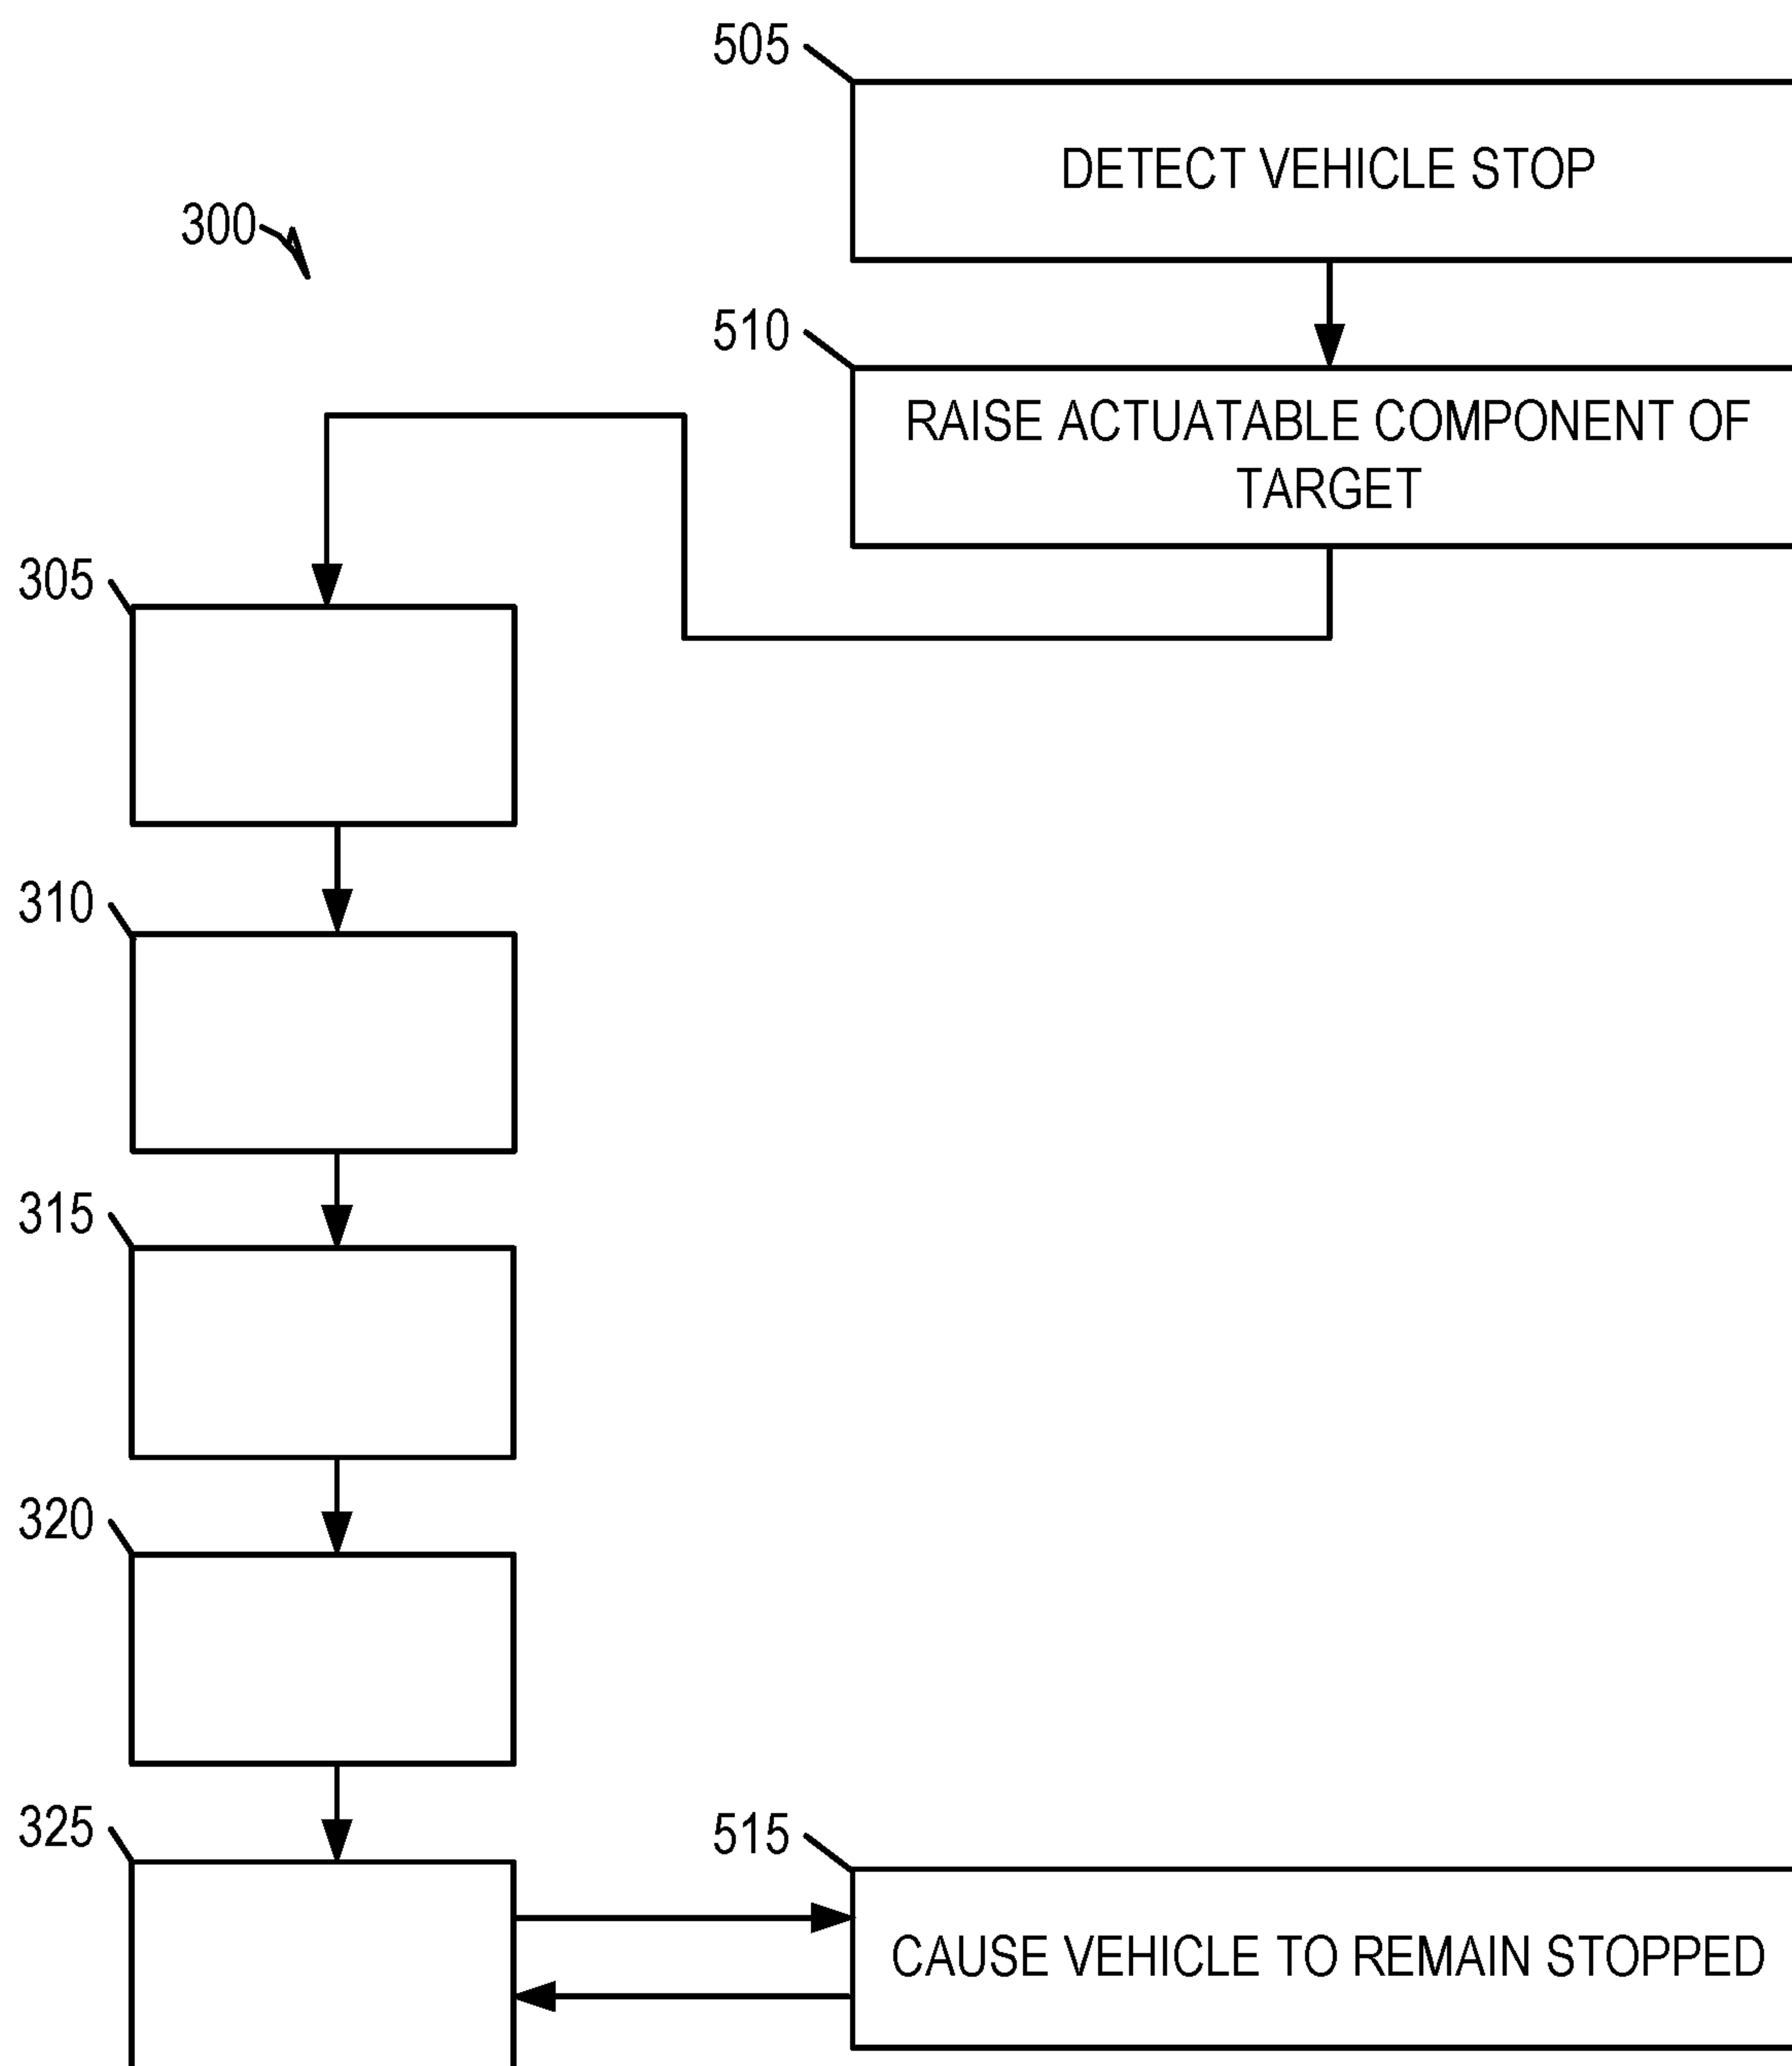 505
DETECT VEHICLE STOP
300
510
RAISE ACTUATABLE COMPONENT OF
TARGET
305
310
315
320
325
515
CAUSE VEHICLE TO REMAIN STOPPED